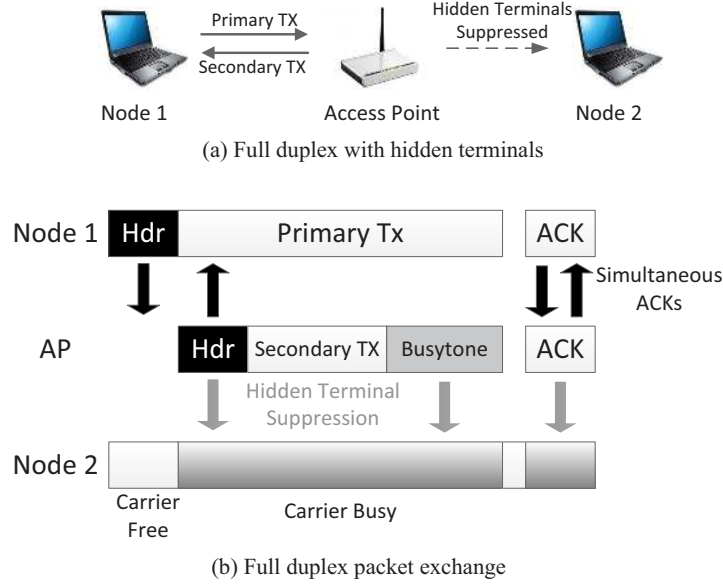 Primary TX
Secondary TX
Hidden Terminals
Suppressed
Node 1
Access Point
Node 2
(a) Full duplex with hidden terminals
Node 1
Hdr
Primary Tx
ACK
Simultaneous
ACKs
AP
Hdr
Secondary TX
Busytone
ACK
Hidden Terminal
Suppression
Node 2
Carrier
Free
Carrier Busy
(b) Full duplex packet exchange